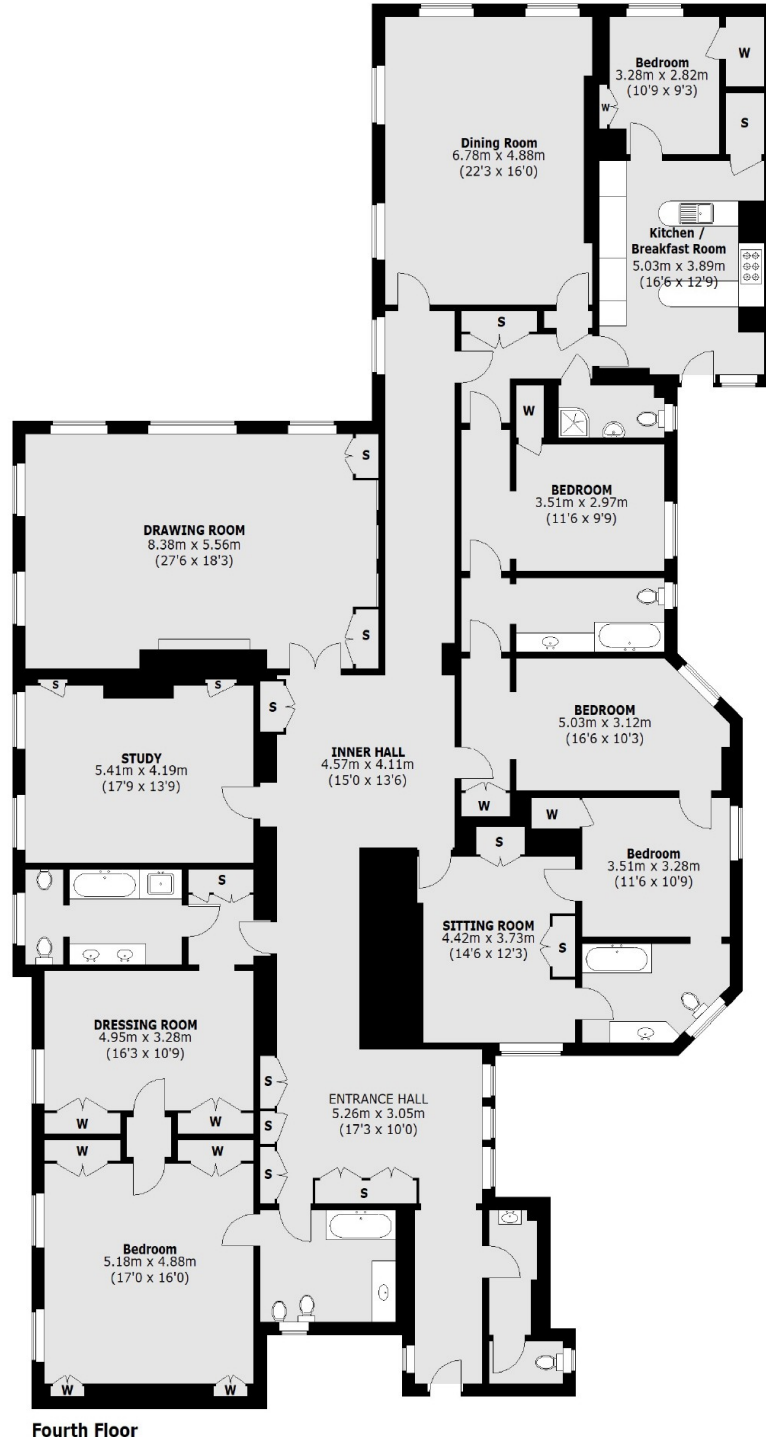 Bedroom
3.28m x 2.82m
(10'9 x 9'3)
W
W
S
Dining Room
6.78m x 4.88m
(22'3 x 16'0)
Kitchen /
Breakfast Room
5.03m x 3.89m
(16'6 x 12'9)
S
W
S
DRAWING ROOM
8.38m x 5.56m
(27'6 x 18'3)
BEDROOM
3.51m x 2.97m
(11'6 x 9'9)
S
S
S
S
STUDY
5.41m x 4.19m
(17'9 x 13'9)
INNER HALL
4.57m x 4.11m
(15'0 x 13'6)
BEDROOM
5.03m x 3.12m
(16'6 x 10'3)
W
W
S
Bedroom
3.51m x 3.28m
(11'6 x 10'9)
S
SITTING ROOM
4.42m x 3.73m
(14'6 x 12'3)
S
DRESSING ROOM
4.95m x 3.28m
(16'3 x 10'9)
W
W
S
S
S
ENTRANCE HALL
5.26m x 3.05m
(17'3 x 10'0)
W
W
S
Bedroom
5.18m x 4.88m
(17'0 x 16'0)
W
W
Fourth Floor